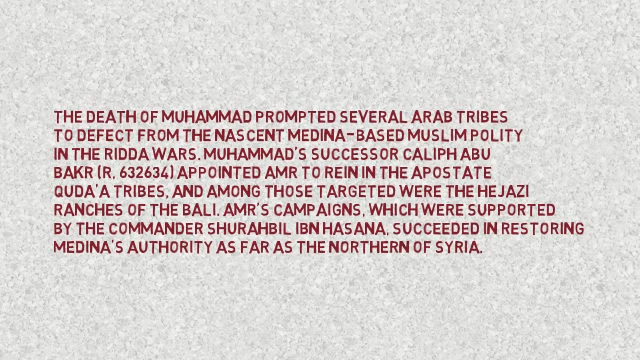 THE DEATH OF MUHAMMAD PROMPTED SEVERAL ARAB TRIBES
TO DEFECT FROM THE NASCENT MEDINA-BASED MUSLIM POLITY
IN THE RIDDA WARS. MUHAMMAD'S SUCCESSOR CALIPH ABU
BAKR (R. 632634) APPOINTED AMR TO REIN IN THE APOSTATE
QUDA'A TRIBES, AND AMONG THOSE TARGETED WERE THE HEJAZI
RANCHES OF THE BALI. AMR'S CAMPAIGNS, WHICH WERE SUPPORTED
BY THE COMMANDER SHURAHBIL IBN HASANA, SUCCEEDED IN RESTORING
MEDINA'S AUTHORITY AS FAR AS THE NORTHERN OF SYRIA.